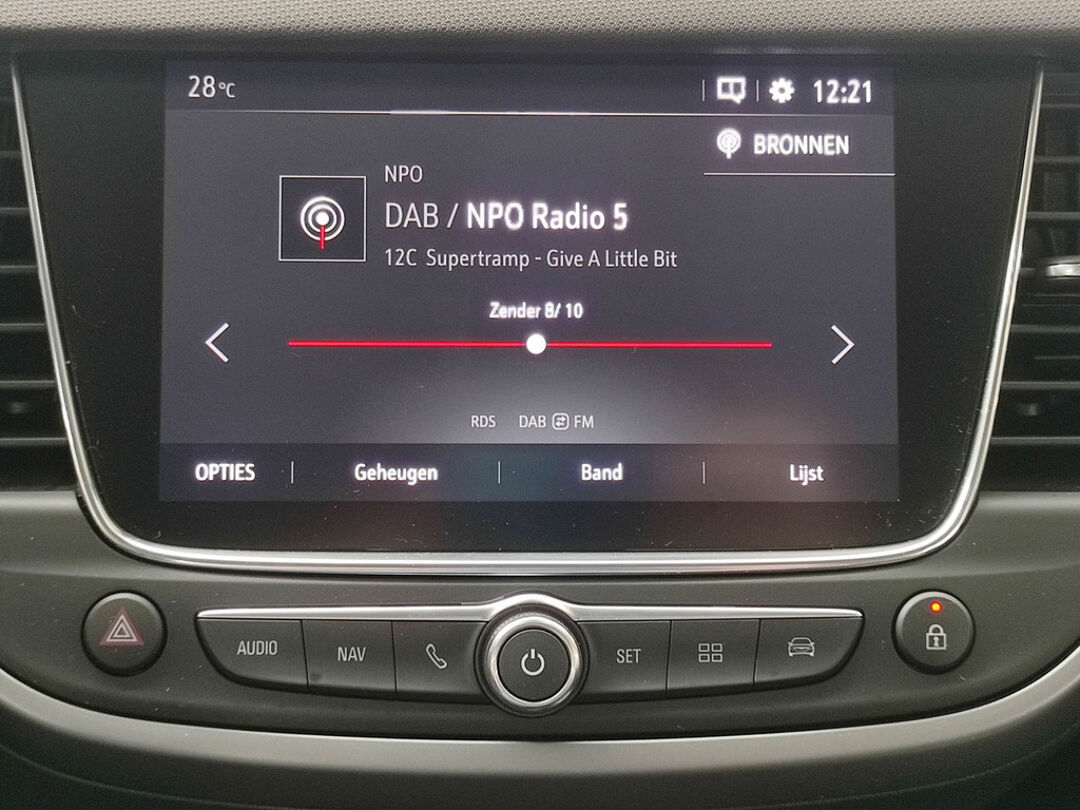 28°C
12:21
BRONNEN
NPO
DAB / NPO Radio 5
12C Supertramp - Give A Little Bit
Zender 8/ 10
RDS DAB FM
OPTIES Geheugen Band Lijst
AUDIO NAV SET